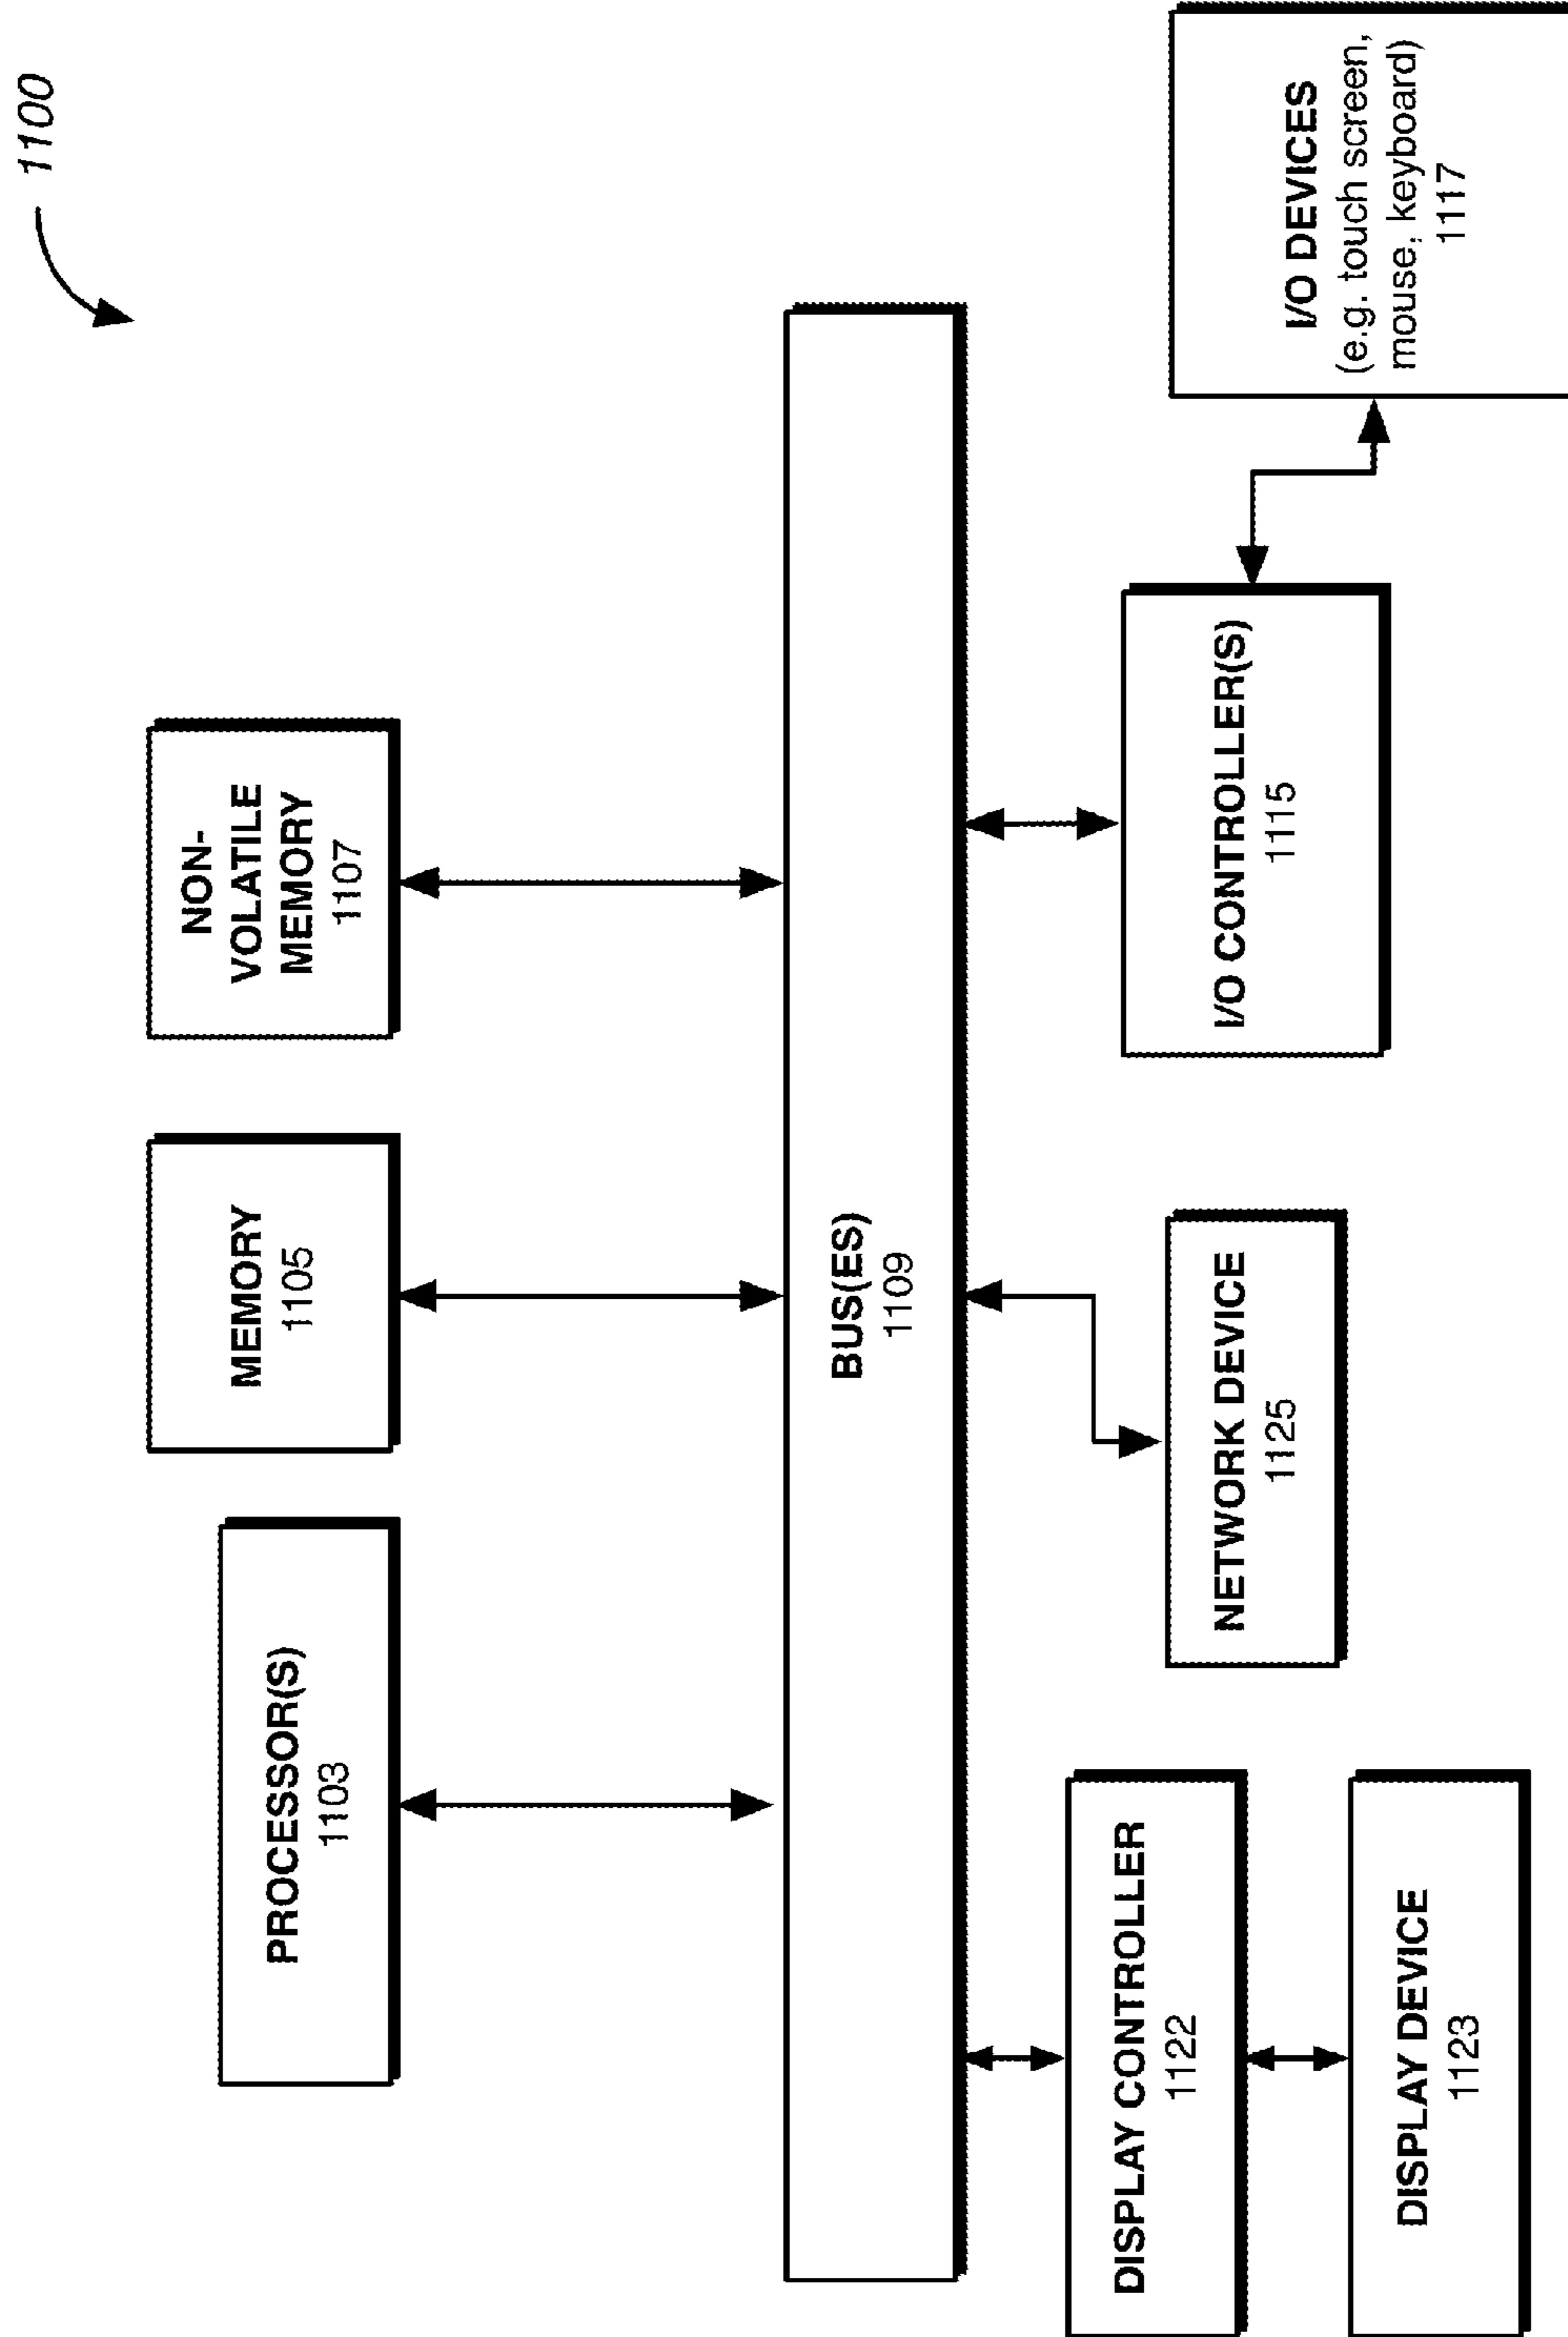 1100
PROCESSOR(S)
1103
MEMORY
1105
NON-
VOLATILE
MEMORY
1107
BUS(ES)
1109
DISPLAY CONTROLLER
1122
DISPLAY DEVICE
1123
NETWORK DEVICE
1125
I/O CONTROLLER(S)
1115
I/O DEVICES
(e.g. touch screen,
mouse, keyboard)
1117